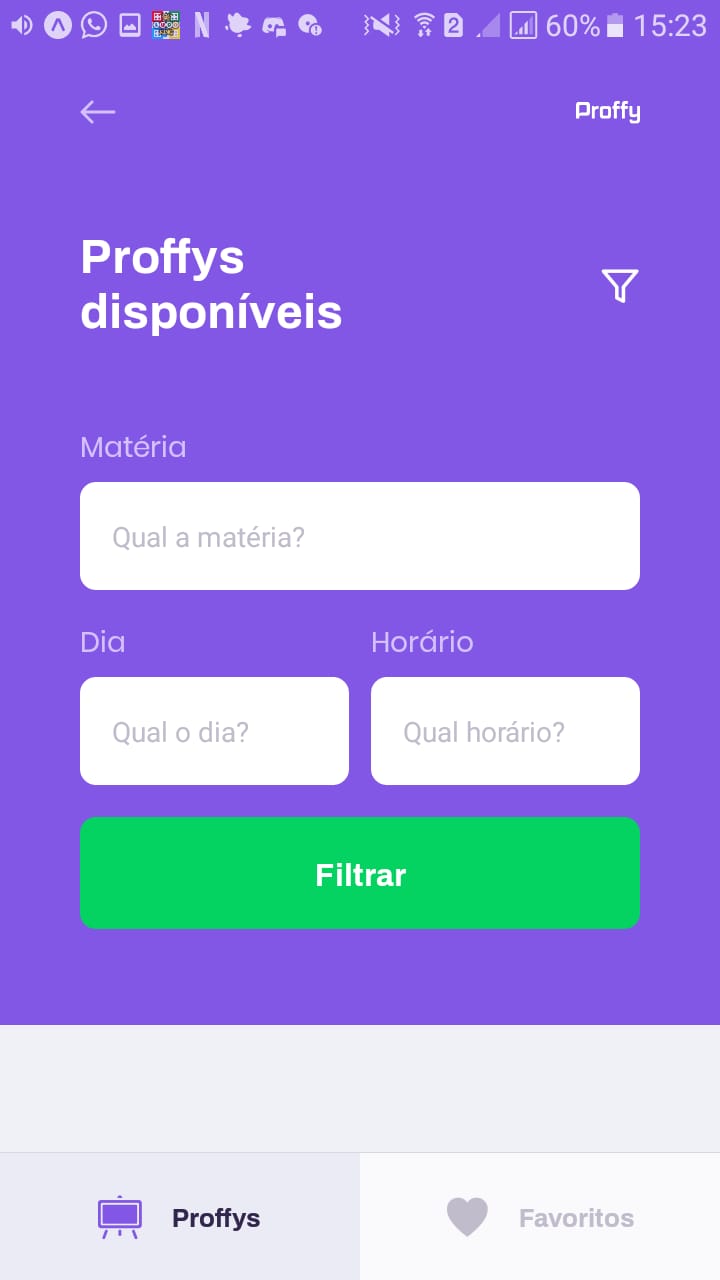 2 60% 15:23
Proffy
Proffys
disponíveis
Matéria
Qual a matéria?
Dia Horário
Qual o dia? Qual horário?
Filtrar
Proffys Favoritos